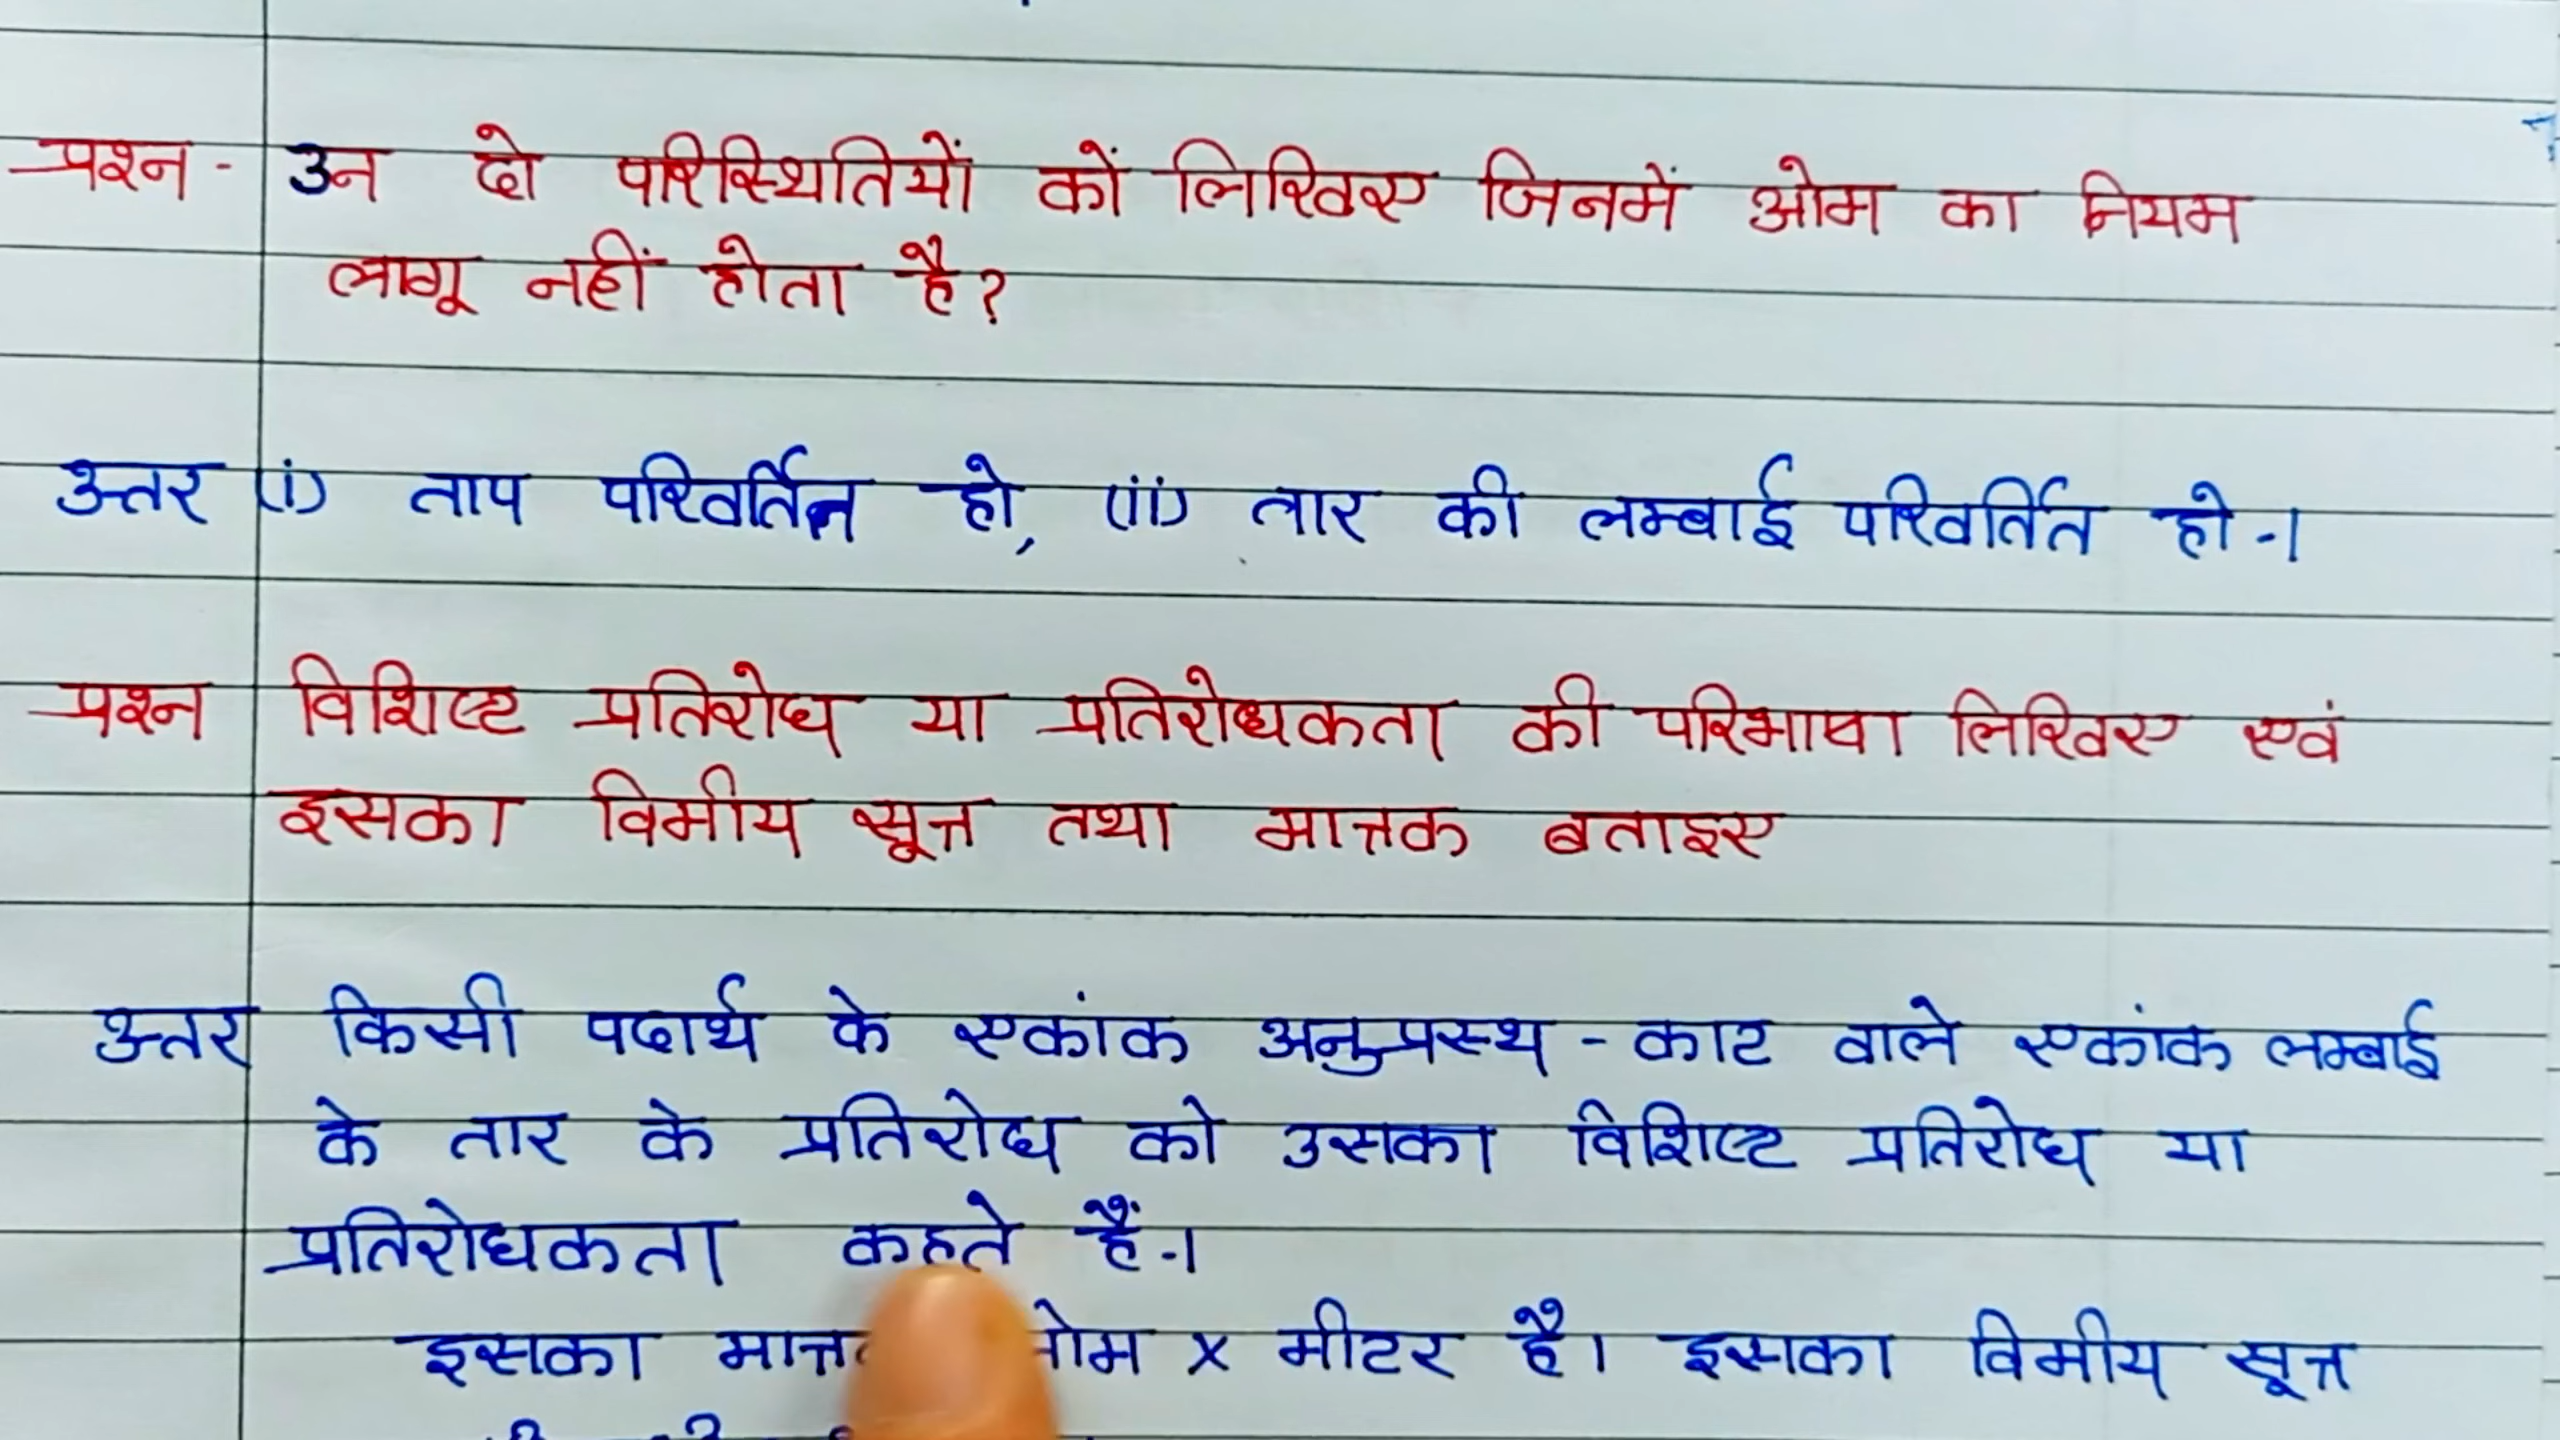 प्रश्न - उन दो परिस्थितियों कों लिखिए जिनमें ओम का नियम
लागू नहीं होता है?
उत्तर (i) ताप परिवर्तित हो, (ii) तार की लम्बाई परिवर्तित हो।
प्रश्न विशिष्ट प्रतिरोध या प्रतिरोधकता की परिभाषा लिखिए एवं
इसका विमीय सूत्र तथा मात्रक बताइए
उत्तर किसी पदार्थ के एकांक अनुप्रस्थ - काट वाले एकांक लम्बाई
के तार के प्रतिरोध को उसका विशिष्ट प्रतिरोध या
प्रतिरोधकता कहते हैं।
इसका x मीटर है। इसका विमीय सूत्र